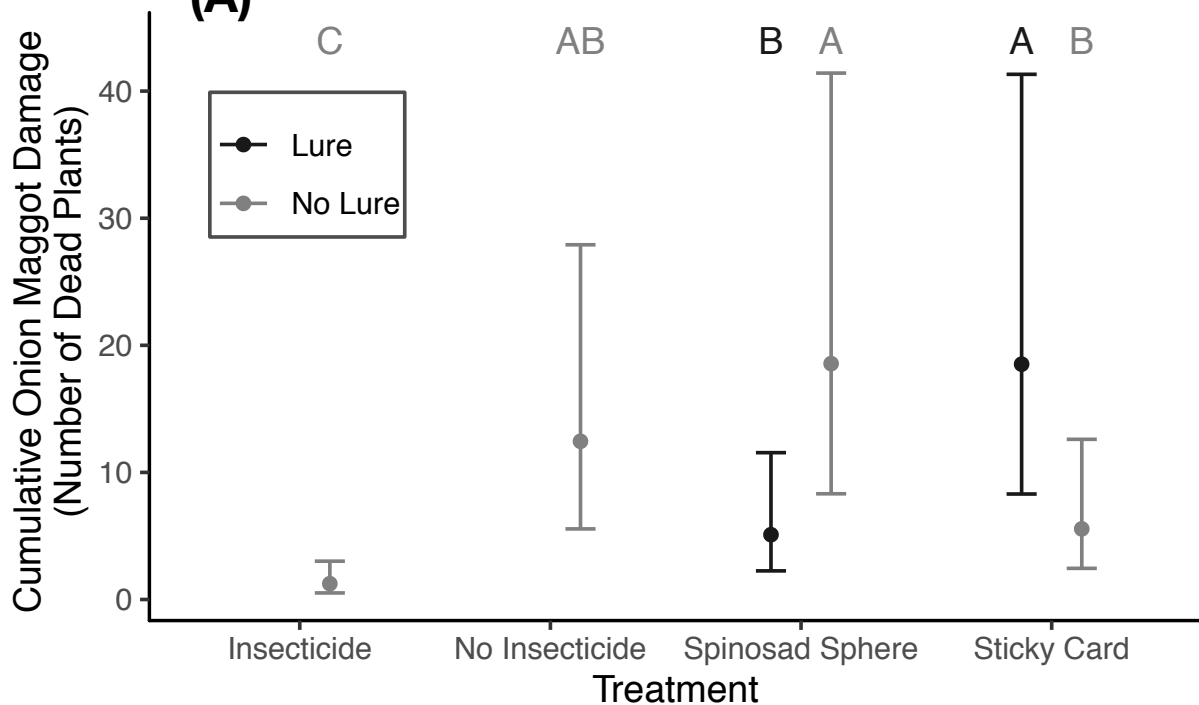 (A)
C AB B A A B
Cumulative Onion Maggot Damage
(Number of Dead Plants)
40
30
20
10
0
Lure
No Lure
Insecticide No Insecticide Spinosad Sphere Sticky Card
Treatment